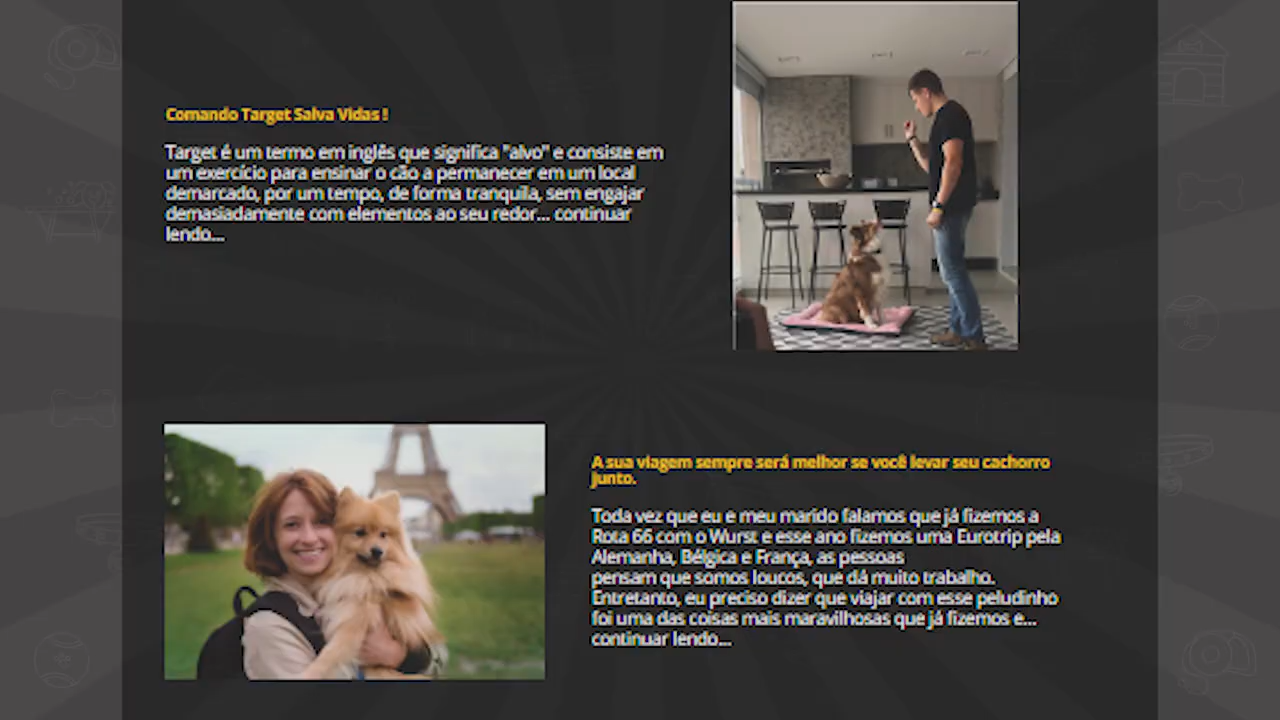 Comando Target Salva Vidas !
Target é um termo em inglês que significa "alvo" e consiste em
um exercício para ensinar o cão a permanecer em um local
demarcado, por um tempo, de forma tranquila, sem engajar
demasiadamente com elementos ao seu redor... continuar
lendo...
A sua viagem sempre será melhor se você levar seu cachorro
junto.
Toda vez que eu e meu marido falamos que já fizemos a
Rota 66 com o Wurst e esse ano fizemos uma Eurotrip pela
Alemanha, Bélgica e França, as pessoas
pensam que somos loucos, que dá muito trabalho.
Entretanto, eu preciso dizer que viajar com esse peludinho
foi uma das coisas mais maravilhosas que já fizemos e...
continuar lendo...